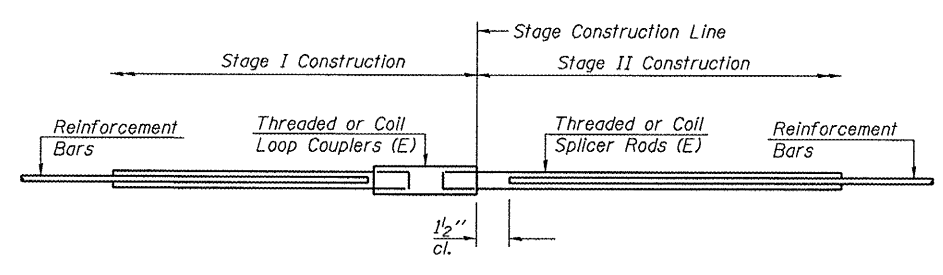 Stage Construction Line
Stage I Construction
Stage II Construction
Reinforcement
Bars
Threaded or Coil
Loop Couplers (E)
Threaded or Coil
Splicer Rods (E)
Reinforcement
Bars
1½"
cl.